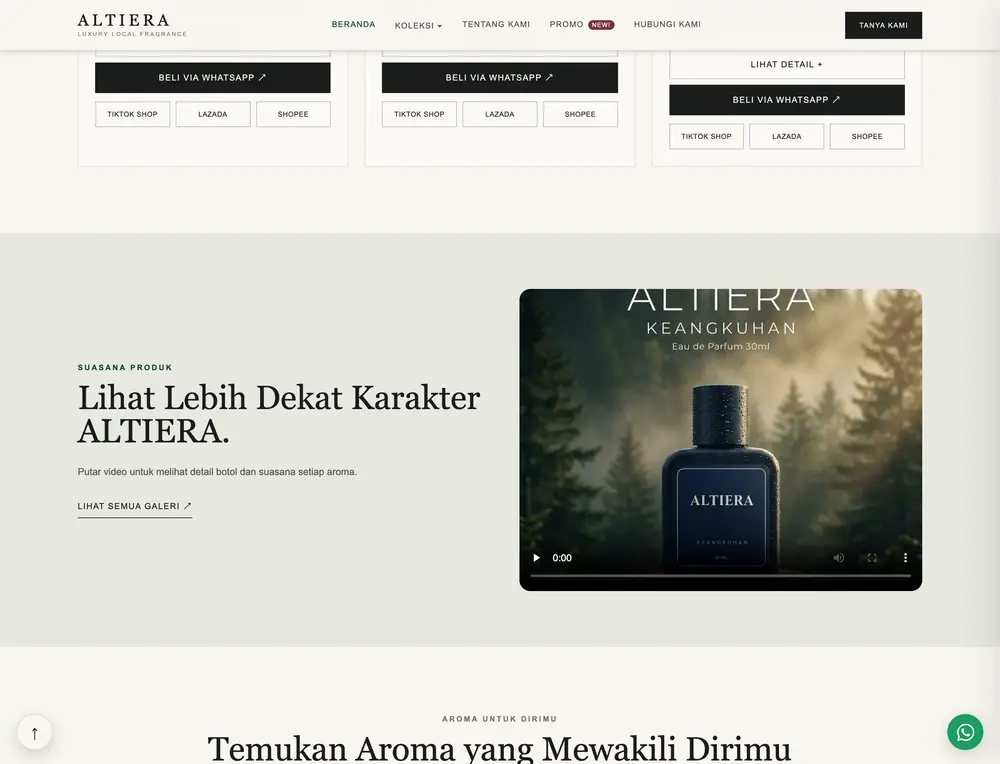 ALTIERA
LUXURY LOCAL FRAGRANCE
BERANDA
KOLEKSI
TENTANG KAMI
PROMO NEW!
HUBUNGI KAMI
TANYA KAMI
BELI VIA WHATSAPP ↗
TIKTOK SHOP
LAZADA
SHOPEE
BELI VIA WHATSAPP ↗
TIKTOK SHOP
LAZADA
SHOPEE
LIHAT DETAIL +
BELI VIA WHATSAPP ↗
TIKTOK SHOP
LAZADA
SHOPEE
SUASANA PRODUK
Lihat Lebih Dekat Karakter
ALTIERA.
Putar video untuk melihat detail botol dan suasana setiap aroma.
LIHAT SEMUA GALERI ↗
ALTIERA
KEANGKUHAN
Eau de Parfum 30ml
ALTIERA
KEANGKUHAN
0:00
AROMA UNTUK DIRIMU
Temukan Aroma yang Mewakili Dirimu